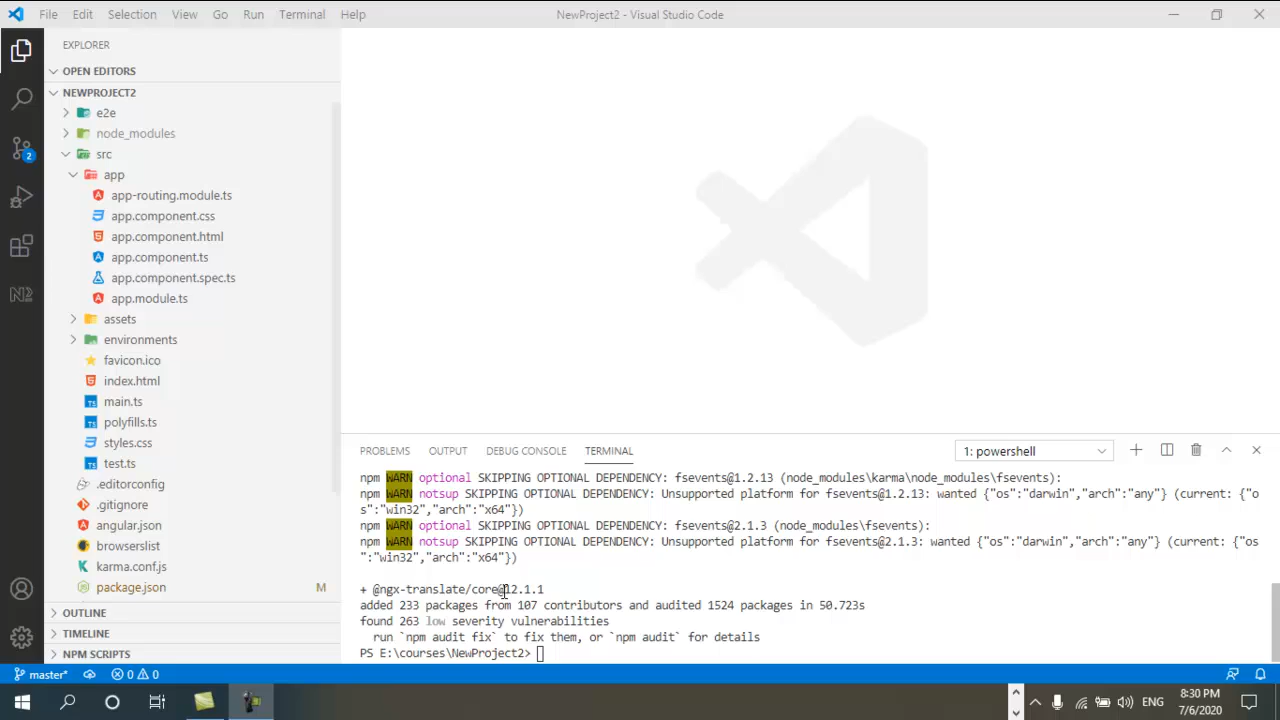 File Edit Selection View Go Run Terminal Help
NewProject2 - Visual Studio Code
EXPLORER
OPEN EDITORS
NEWPROJECT2
e2e
node_modules
src
app
app-routing.module.ts
app.component.css
app.component.html
app.component.ts
app.component.spec.ts
app.module.ts
assets
environments
favicon.ico
index.html
main.ts
polyfills.ts
styles.css
test.ts
.editorconfig
.gitignore
angular.json
browserslist
karma.conf.js
package.json M
OUTLINE
TIMELINE
NPM SCRIPTS
2
PROBLEMS OUTPUT DEBUG CONSOLE TERMINAL
1: powershell
npm WARN optional SKIPPING OPTIONAL DEPENDENCY: fsevents@1.2.13 (node_modules\karma\node_modules\fsevents):
npm WARN notsup SKIPPING OPTIONAL DEPENDENCY: Unsupported platform for fsevents@1.2.13: wanted {"os":"darwin","arch":"any"} (current: {"o
s":"win32","arch":"x64"})
npm WARN optional SKIPPING OPTIONAL DEPENDENCY: fsevents@2.1.3 (node_modules\fsevents):
npm WARN notsup SKIPPING OPTIONAL DEPENDENCY: Unsupported platform for fsevents@2.1.3: wanted {"os":"darwin","arch":"any"} (current: {"os
":"win32","arch":"x64"})
+ @ngx-translate/core@12.1.1
added 233 packages from 107 contributors and audited 1524 packages in 50.723s
found 263 low severity vulnerabilities
run `npm audit fix` to fix them, or `npm audit` for details
PS E:\courses\NewProject2>
master* 0 0
ENG
8:30 PM
7/6/2020